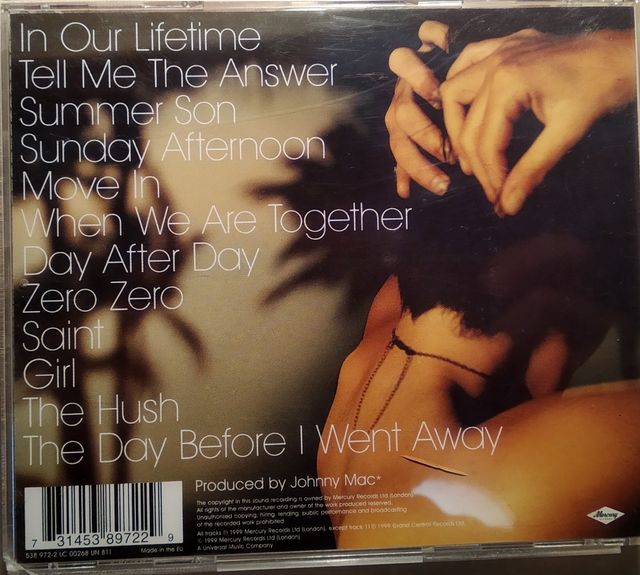 In Our Lifetime
Tell Me The Answer
Summer Son
Sunday Afternoon
Move In
When We Are Together
Day After Day
Zero Zero
Saint
Girl
The Hush
The Day Before I Went Away
Produced by Johnny Mac*
The copyright in this sound recording is owned by Mercury Records Ltd (London).
All rights of the manufacturer and owner of the work produced reserved.
Unauthorised copying, hiring, renting, public performance and broadcasting
of the recorded work prohibited.
All tracks ℗ 1999 Mercury Records Ltd (London), except track 11 ℗ 1999 Grand Central Records Ltd.
© 1999 Mercury Records Ltd (London)
A Universal Music Company
7 31453 89722 9
538 972-2 LC 00268 UN 811
Made in the EU
Mercury